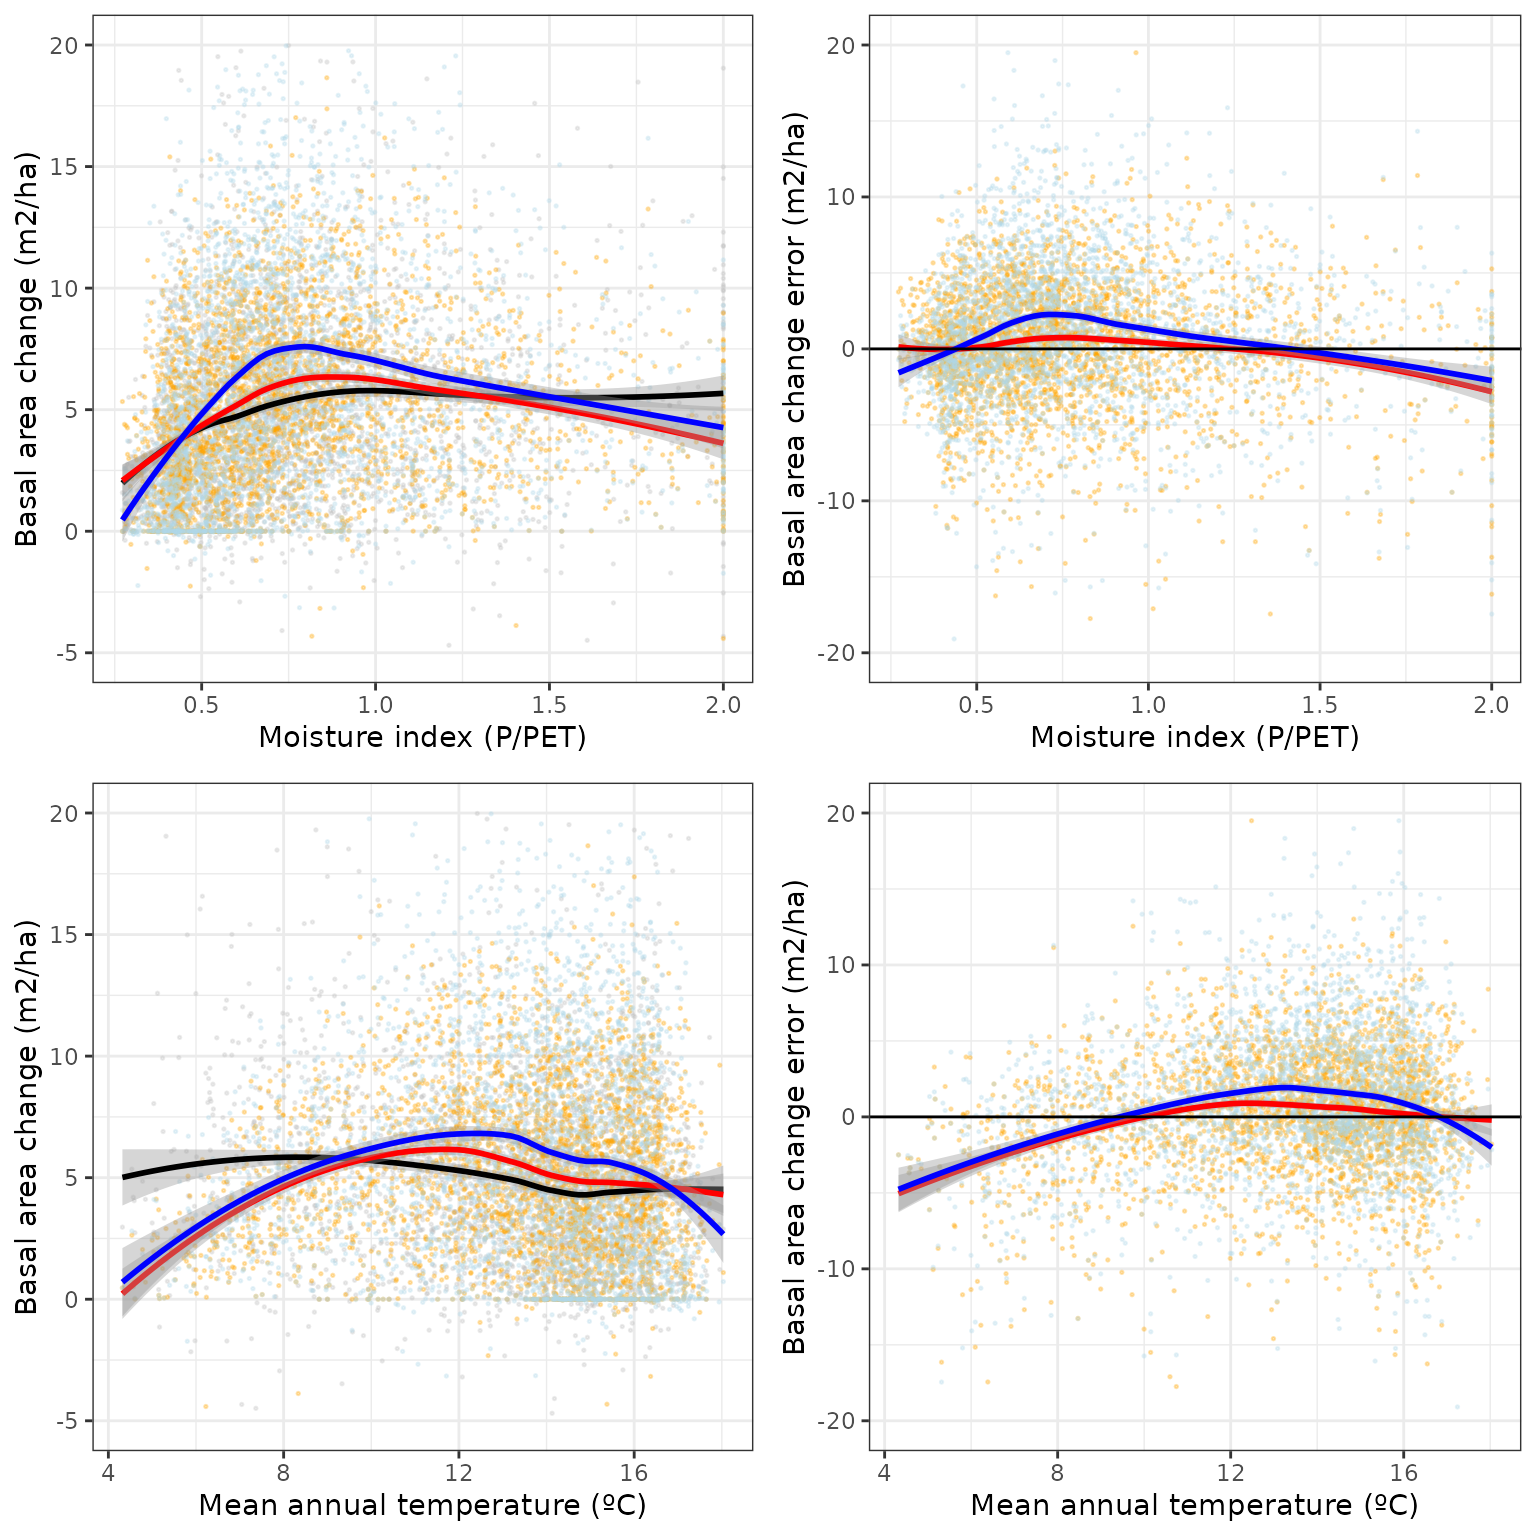 20
15
10
5
0
-5
Basal area change (m2/ha)
0.5 1.0 1.5 2.0
Moisture index (P/PET)
20
10
0
-10
-20
Basal area change error (m2/ha)
0.5 1.0 1.5 2.0
Moisture index (P/PET)
20
15
10
5
0
-5
Basal area change (m2/ha)
4 8 12 16
Mean annual temperature (ºC)
20
10
0
-10
-20
Basal area change error (m2/ha)
4 8 12 16
Mean annual temperature (ºC)